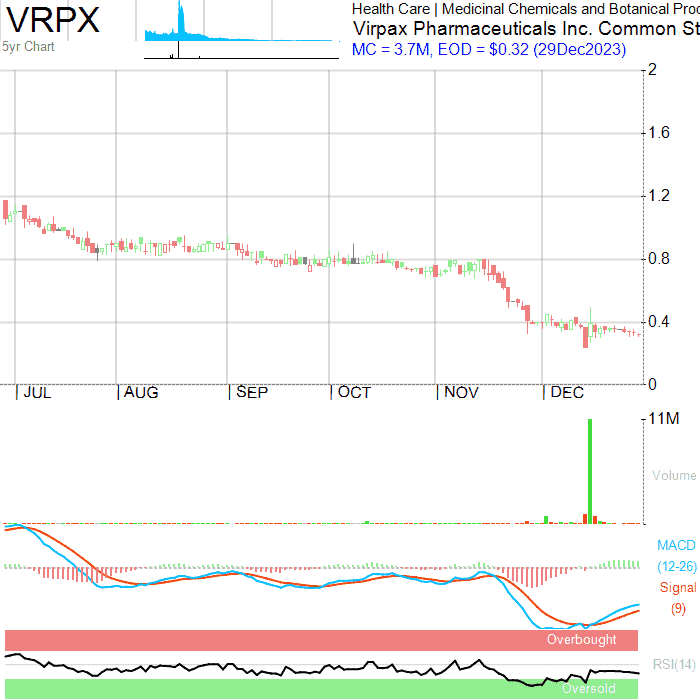 VRPX
5yr Chart
Health Care | Medicinal Chemicals and Botanical Proc
Virpax Pharmaceuticals Inc. Common St
MC = 3.7M, EOD = $0.32 (29Dec2023)
2
1.6
1.2
0.8
0.4
0
JUL AUG SEP OCT NOV DEC
11M
Volume
MACD
(12-26)
Signal
(9)
Overbought
RSI(14)
Oversold